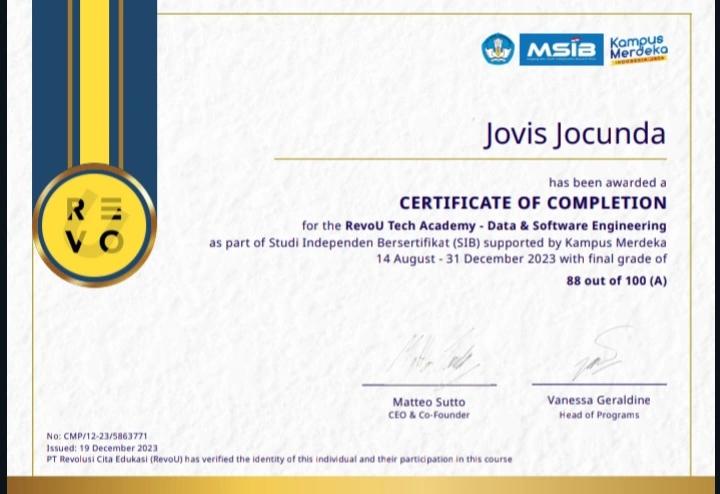 MSIB
Kampus
Merdeka
INDONESIA JAYA
Jovis Jocunda
has been awarded a
CERTIFICATE OF COMPLETION
for the RevoU Tech Academy - Data & Software Engineering
as part of Studi Independen Bersertifikat (SIB) supported by Kampus Merdeka
14 August - 31 December 2023 with final grade of
88 out of 100 (A)
RE
VO
Matteo Sutto
CEO & Co-Founder
Vanessa Geraldine
Head of Programs
No: CMP/12-23/5863771
Issued: 19 December 2023
PT Revolusi Cita Edukasi (RevoU) has verified the identity of this individual and their participation in this course